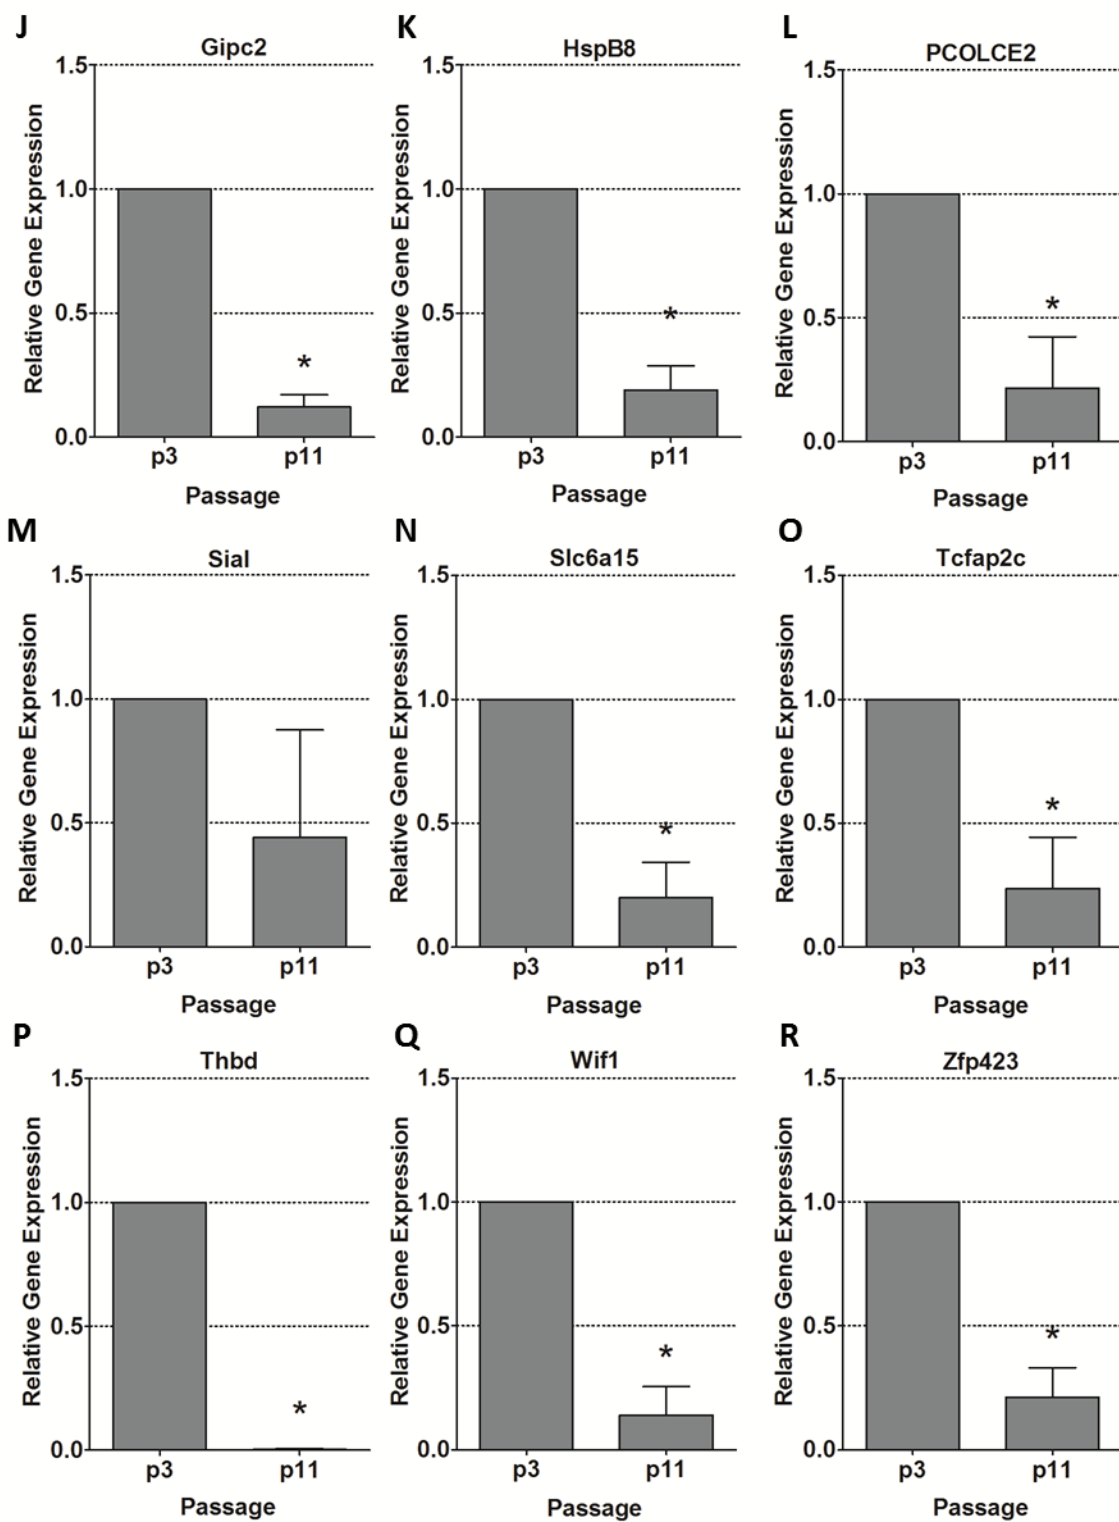 J
Gipc2
Relative Gene Expression
1.5
1.0
0.5
0.0
*
p3 p11
Passage
K
HspB8
Relative Gene Expression
1.5
1.0
0.5
0.0
*
p3 p11
Passage
L
PCOLCE2
Relative Gene Expression
1.5
1.0
0.5
0.0
*
p3 p11
Passage
M
Sial
Relative Gene Expression
1.5
1.0
0.5
0.0
p3 p11
Passage
N
Slc6a15
Relative Gene Expression
1.5
1.0
0.5
0.0
*
p3 p11
Passage
O
Tcfap2c
Relative Gene Expression
1.5
1.0
0.5
0.0
*
p3 p11
Passage
P
Thbd
Relative Gene Expression
1.5
1.0
0.5
0.0
*
p3 p11
Passage
Q
Wif1
Relative Gene Expression
1.5
1.0
0.5
0.0
*
p3 p11
Passage
R
Zfp423
Relative Gene Expression
1.5
1.0
0.5
0.0
*
p3 p11
Passage